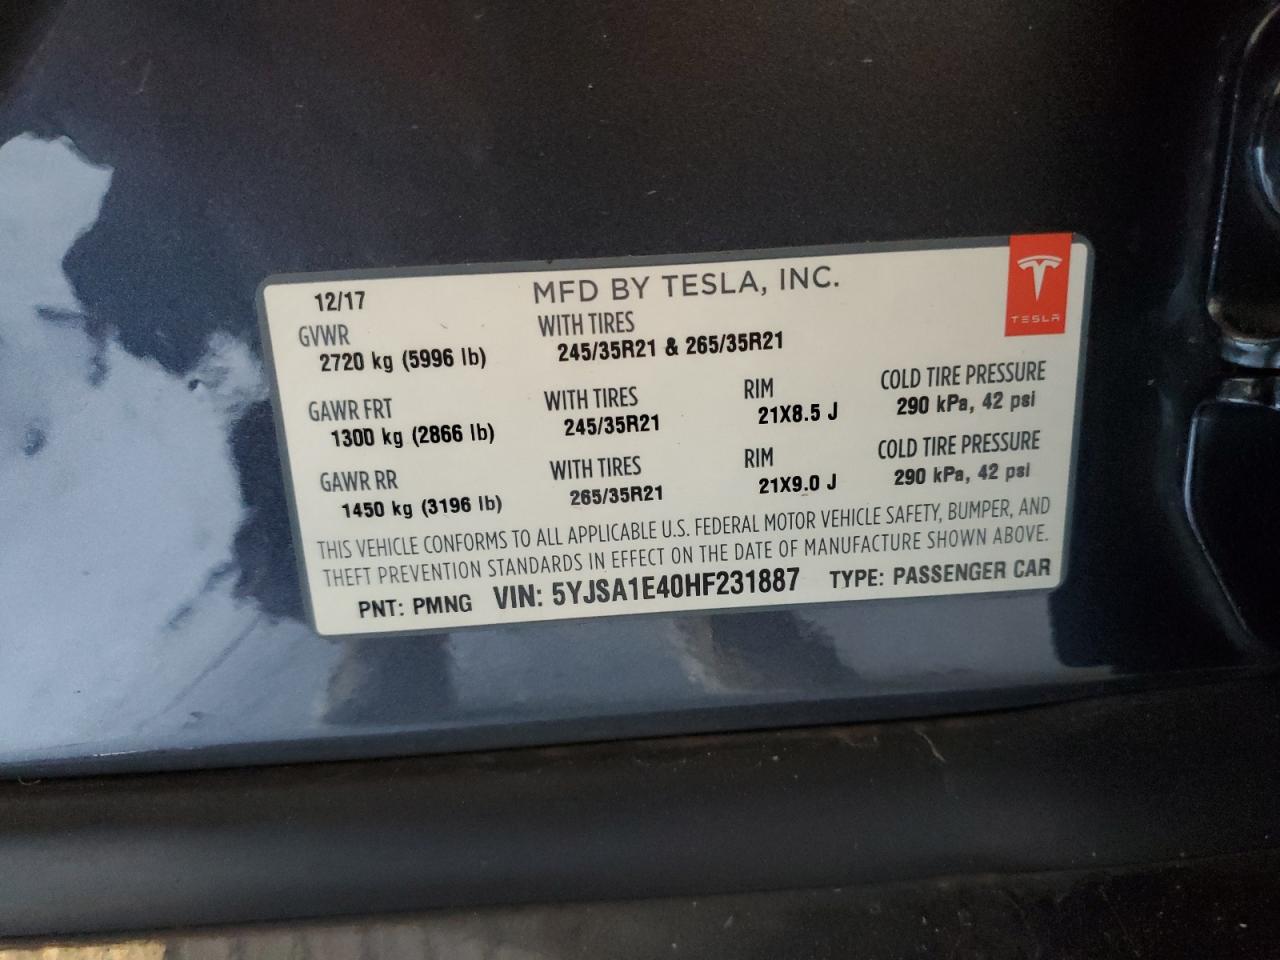 12/17 MFD BY TESLA, INC.
TESLA
GVWR WITH TIRES
2720 kg (5996 lb) 245/35R21 & 265/35R21
GAWR FRT WITH TIRES RIM COLD TIRE PRESSURE
1300 kg (2866 lb) 245/35R21 21X8.5 J 290 kPa, 42 psi
GAWR RR WITH TIRES RIM COLD TIRE PRESSURE
1450 kg (3196 lb) 265/35R21 21X9.0 J 290 kPa, 42 psi
THIS VEHICLE CONFORMS TO ALL APPLICABLE U.S. FEDERAL MOTOR VEHICLE SAFETY, BUMPER, AND
THEFT PREVENTION STANDARDS IN EFFECT ON THE DATE OF MANUFACTURE SHOWN ABOVE.
PNT: PMNG VIN: 5YJSA1E40HF231887 TYPE: PASSENGER CAR